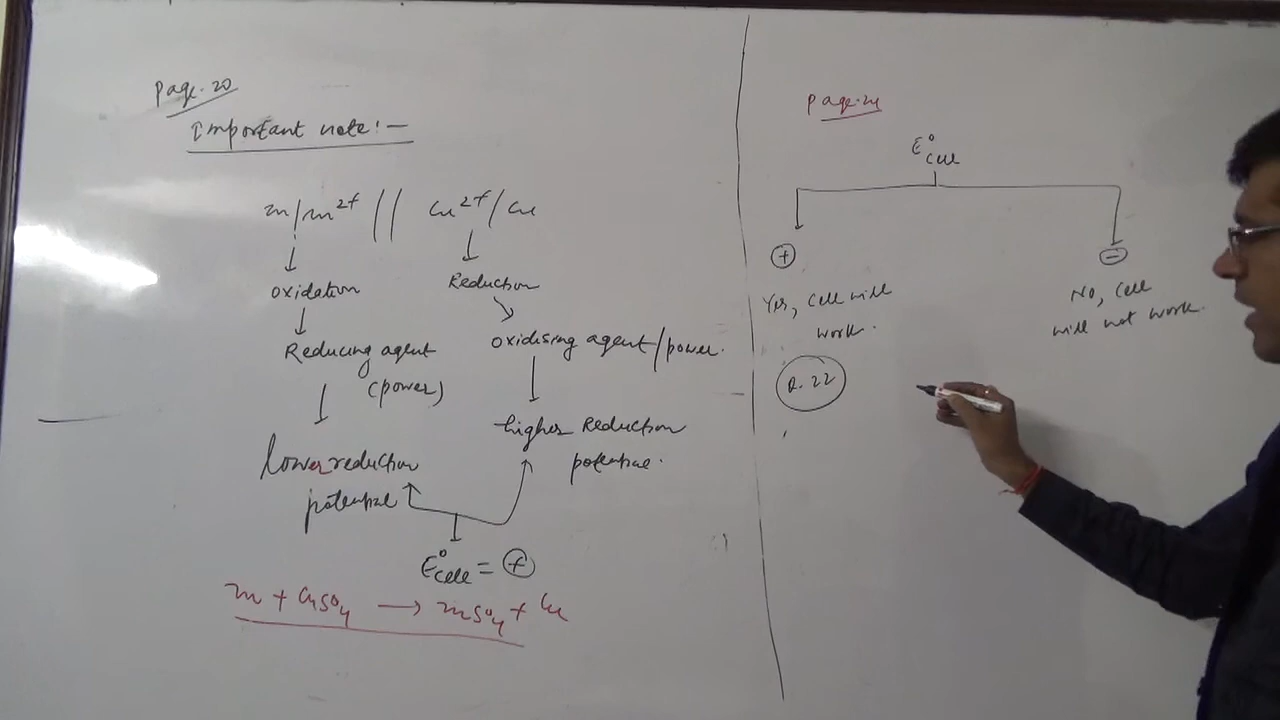 Page-20
Important note:-
Zn/Zn2+ // Cu2+/Cu
Oxidation
Reduction
Reducing agent
(power)
oxidising agent/power.
lower reduction
potential
higher Reduction
potential.
E°cell = +
Zn + CuSO4 → ZnSO4 + Cu
Page-21
E°cell
+
-
Yes, cell will
work.
No, cell
will not work.
Q. 22